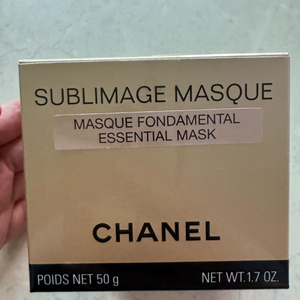 SUBLIMAGE MASQUE
MASQUE FONDAMENTAL
ESSENTIAL MASK
CHANEL
POIDS NET 50 g NET WT.1.7 OZ.